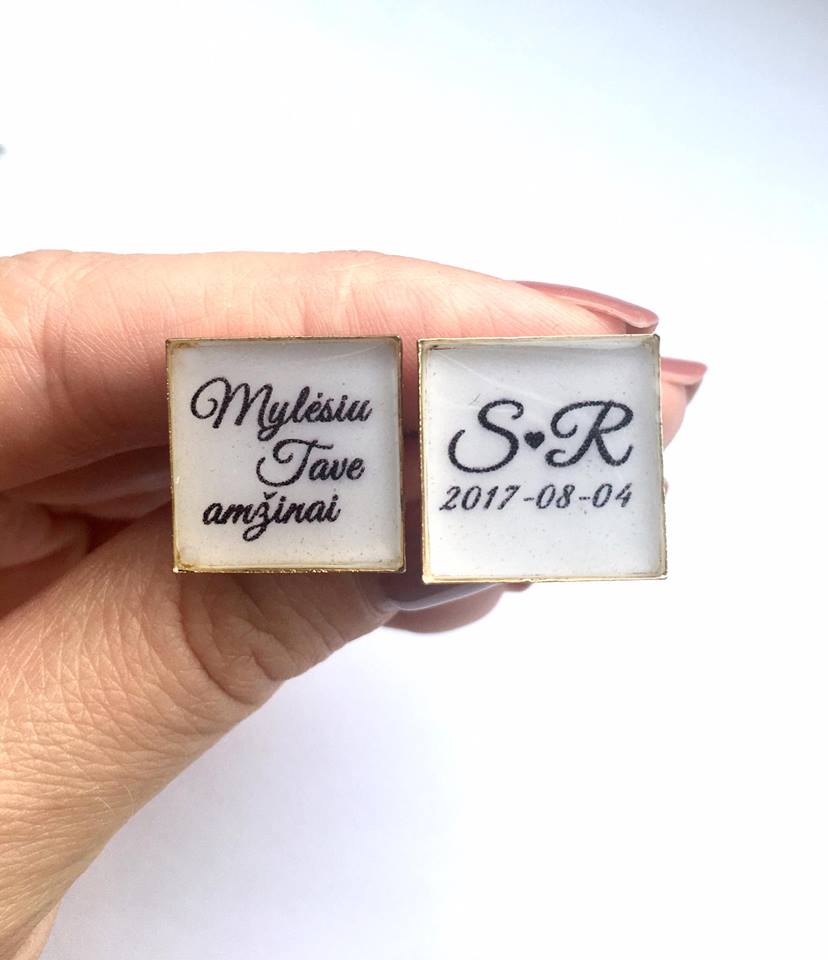 Mylėsiu
Tave
amžinai
S♥R
2017-08-04